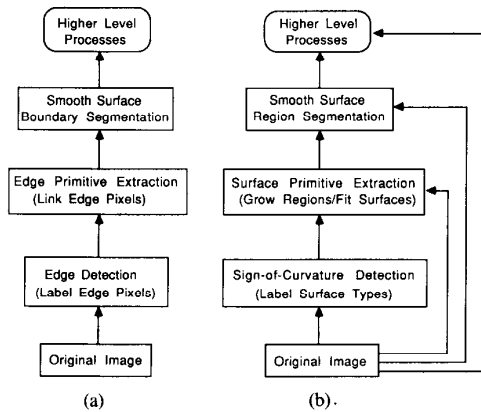 Higher Level
Processes
Smooth Surface
Boundary Segmentation
Edge Primitive Extraction
(Link Edge Pixels)
Edge Detection
(Label Edge Pixels)
Original Image
(a)
Higher Level
Processes
Smooth Surface
Region Segmentation
Surface Primitive Extraction
(Grow Regions/Fit Surfaces)
Sign-of-Curvature Detection
(Label Surface Types)
Original Image
(b).